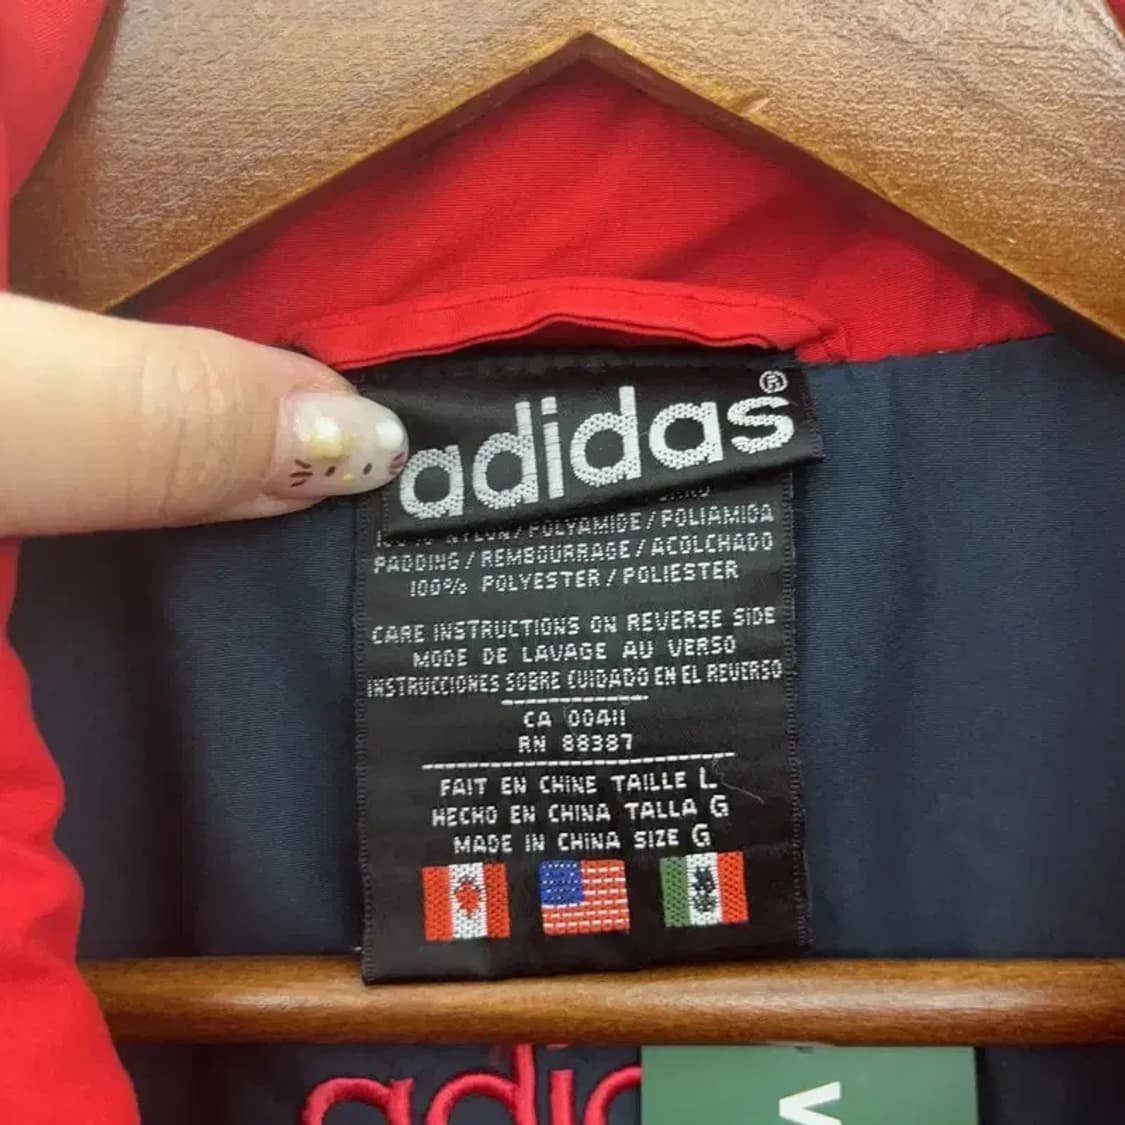 adidas®
NYLON / POLYAMIDE / POLIAMIDA
PADDING / REMBOURRAGE / ACOLCHADO
100% POLYESTER / POLIESTER
CARE INSTRUCTIONS ON REVERSE SIDE
MODE DE LAVAGE AU VERSO
INSTRUCCIONES SOBRE CUIDADO EN EL REVERSO
CA 00411
RN 88387
FAIT EN CHINE TAILLE L
HECHO EN CHINA TALLA G
MADE IN CHINA SIZE G
adid
V